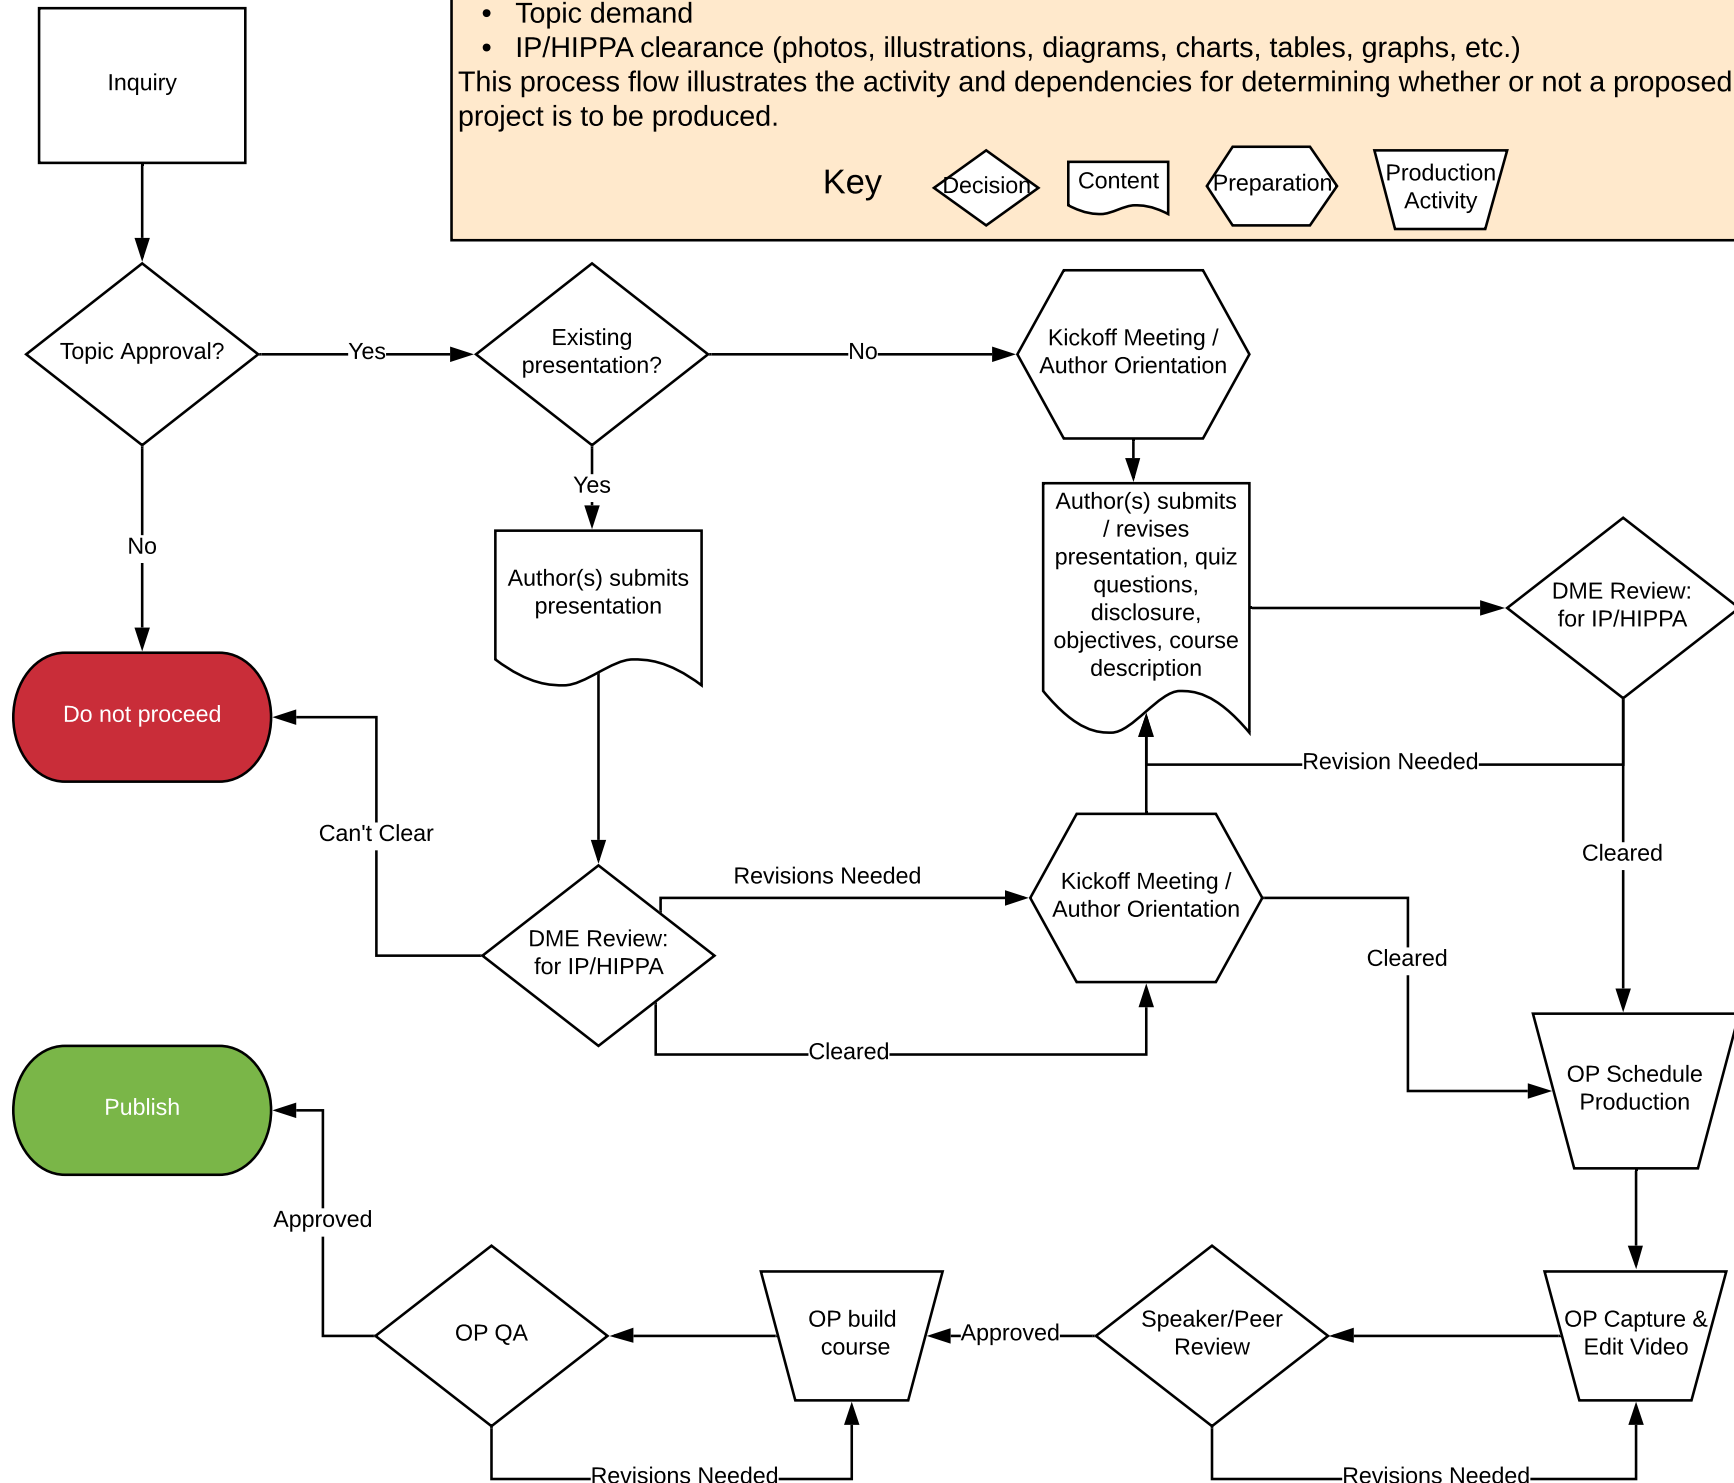 • Topic demand
• IP/HIPPA clearance (photos, illustrations, diagrams, charts, tables, graphs, etc.)
This process flow illustrates the activity and dependencies for determining whether or not a proposed
project is to be produced.
Key
Decision
Content
Preparation
Production
Activity
Inquiry
Topic Approval?
Yes
Existing
presentation?
No
Kickoff Meeting /
Author Orientation
Yes
No
Author(s) submits
presentation
Author(s) submits
/ revises
presentation, quiz
questions,
disclosure,
objectives, course
description
DME Review:
for IP/HIPPA
Do not proceed
Revision Needed
Can't Clear
Cleared
Revisions Needed
Kickoff Meeting /
Author Orientation
DME Review:
for IP/HIPPA
Cleared
Cleared
OP Schedule
Production
Publish
Approved
OP QA
OP build
course
Approved
Speaker/Peer
Review
OP Capture &
Edit Video
Revisions Needed
Revisions Needed